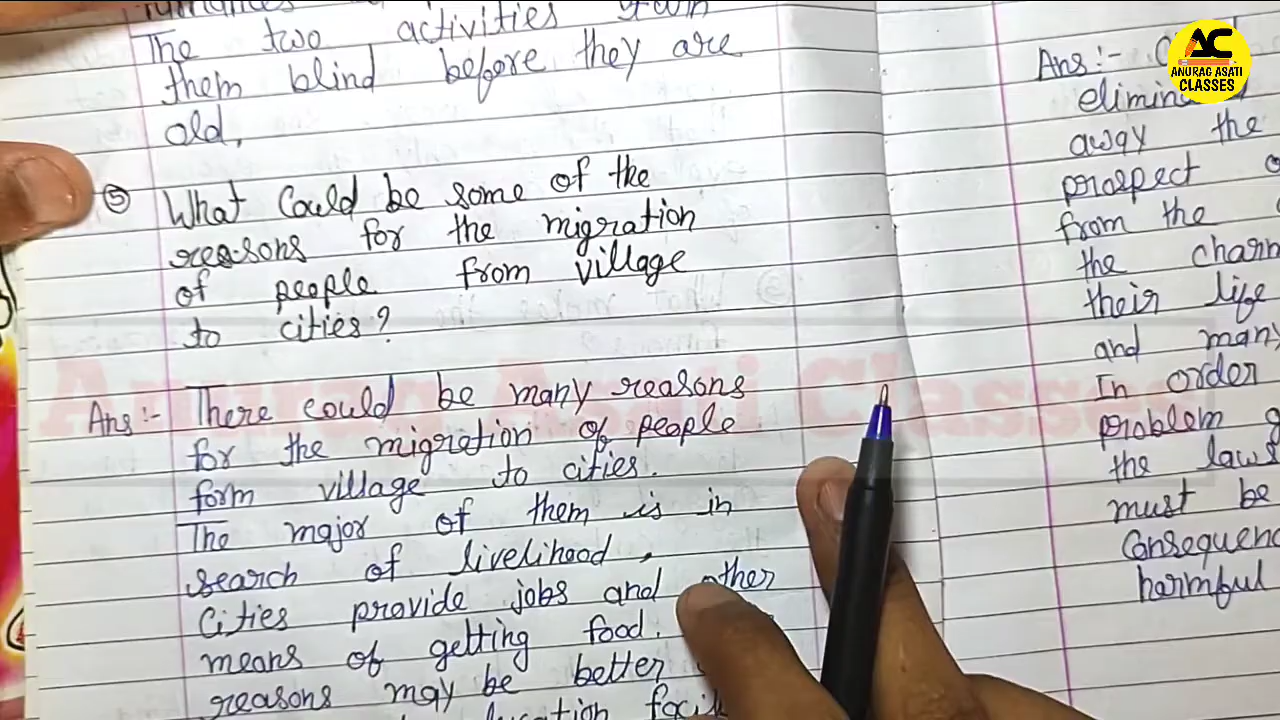 The two activities
them blind before they are
old,
⑤ What Could be some of the
reasons for the migration
of people from village
to cities?
Ans:- There could be many reasons
for the migration of people
form village to cities.
The major of them is in
search of livelihood,
Cities provide jobs and other
means of getting food.
reasons may be better
Ans:-
away the
prospect
from the
the
their life
and many
In order
problem
the laws
must be
harmful
AC
ANURAG ASATI
CLASSES
Anurag Asati Classes